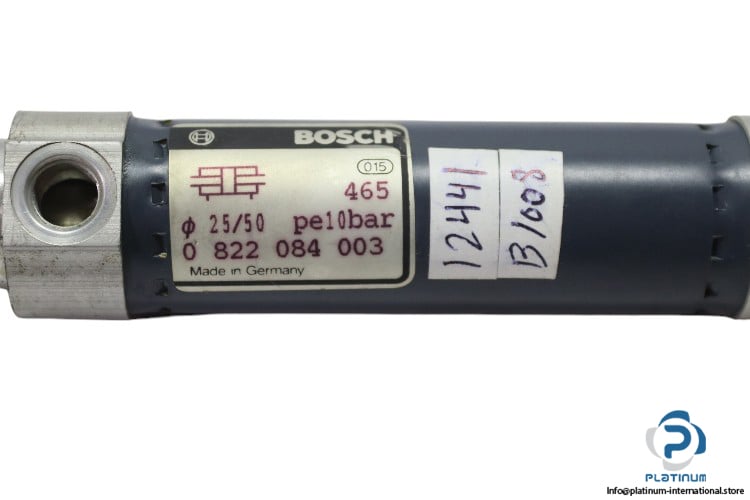 BOSCH
015
465
φ 25/50 pe10bar
0 822 084 003
Made in Germany
12441
B1008
PLATINUM
Info@platinum-international.store